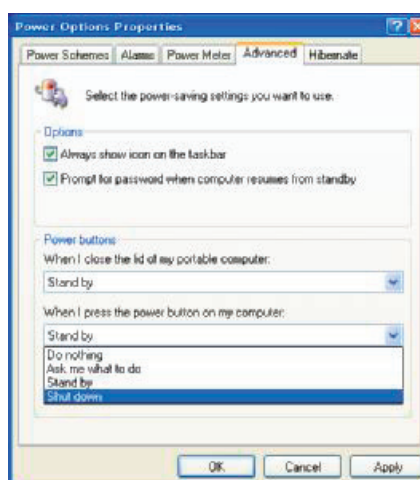 Power Options Properties
Power Schemes Alarms Power Meter Advanced Hibernate
Select the power-saving settings you want to use.
Options
Always show icon on the taskbar
Prompt for password when computer resumes from standby
Power buttons
When I close the lid of my portable computer:
Stand by
When I press the power button on my computer:
Stand by
Do nothing
Ask me what to do
Stand by
Shut down
OK Cancel Apply